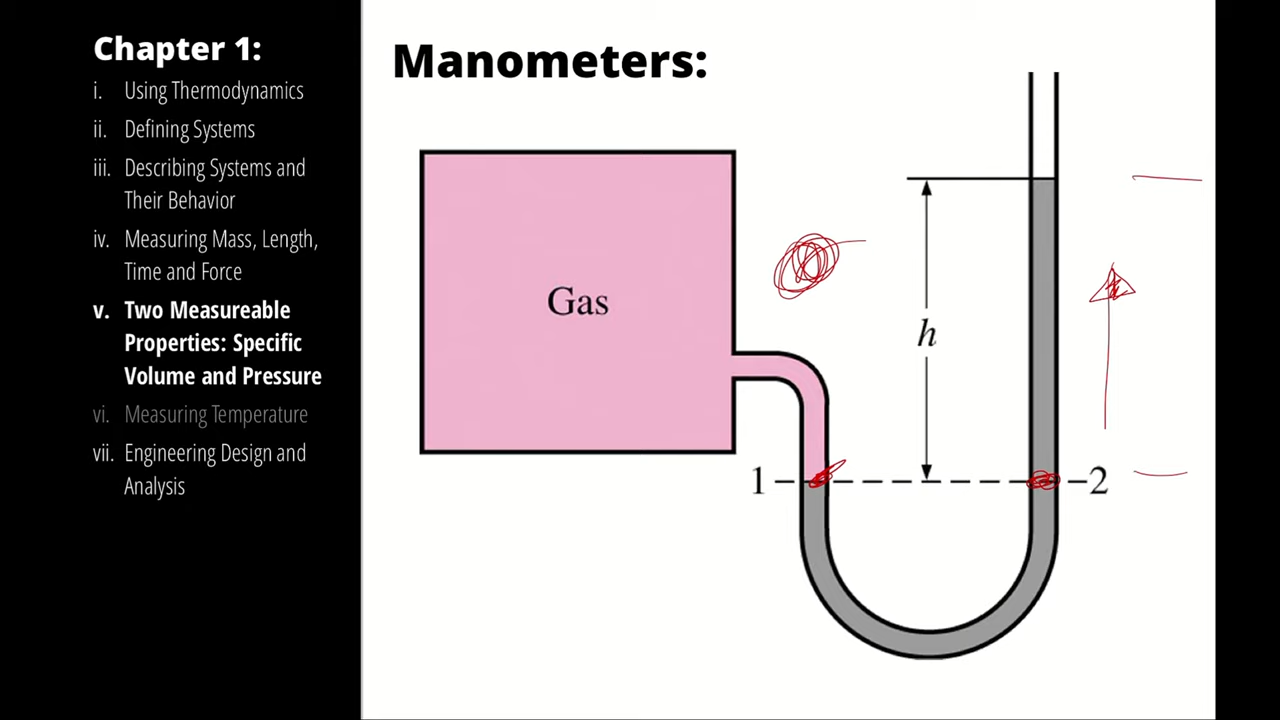 Chapter 1:
i. Using Thermodynamics
ii. Defining Systems
iii. Describing Systems and
Their Behavior
iv. Measuring Mass, Length,
Time and Force
v. Two Measureable
Properties: Specific
Volume and Pressure
vi. Measuring Temperature
vii. Engineering Design and
Analysis
Manometers:
Gas
h
1
2